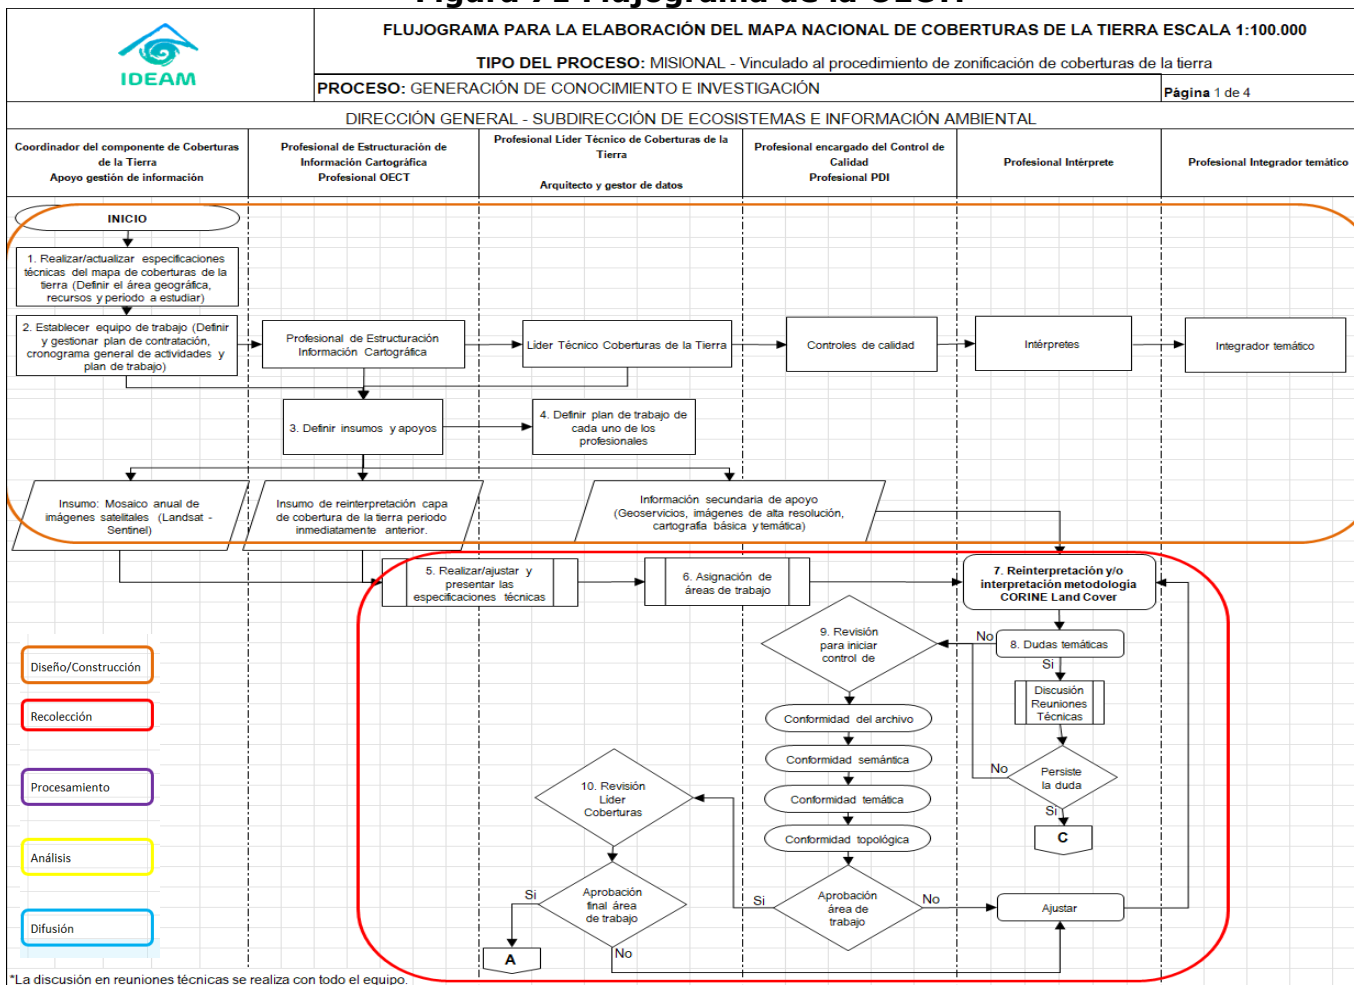 Figura 71 Flujograma de la OECTI
IDEAM
FLUJOGRAMA PARA LA ELABORACIÓN DEL MAPA NACIONAL DE COBERTURAS DE LA TIERRA ESCALA 1:100.000
TIPO DEL PROCESO: MISIONAL - Vinculado al procedimiento de zonificación de coberturas de la tierra
PROCESO: GENERACIÓN DE CONOCIMIENTO E INVESTIGACIÓN
Página 1 de 4
DIRECCIÓN GENERAL - SUBDIRECCIÓN DE ECOSISTEMAS E INFORMACIÓN AMBIENTAL
Coordinador del componente de Coberturas
de la Tierra
Apoyo gestión de información
Profesional de Estructuración de
Información Cartográfica
Profesional OECT
Profesional Líder Técnico de Coberturas de la
Tierra
Arquitecto y gestor de datos
Profesional encargado del Control de
Calidad
Profesional PDI
Profesional Intérprete
Profesional Integrador temático
INICIO
1. Realizar/actualizar especificaciones
técnicas del mapa de coberturas de la
tierra (Definir el área geográfica,
recursos y período a estudiar)
2. Establecer equipo de trabajo (Definir
y gestionar plan de contratación,
cronograma general de actividades y
plan de trabajo)
Profesional de Estructuración
Información Cartográfica
Líder Técnico Coberturas de la Tierra
Controles de calidad
Intérpretes
Integrador temático
3. Definir insumos y apoyos
4. Definir plan de trabajo de
cada uno de los
profesionales
Insumo: Mosaico anual de
imágenes satelitales (Landsat -
Sentinel)
Insumo de reinterpretación capa
de cobertura de la tierra periodo
inmediatamente anterior.
Información secundaria de apoyo
(Geoservicios, imágenes de alta resolución,
cartografía básica y temática)
5. Realizar/ajustar y
presentar las
especificaciones técnicas
6. Asignación de
áreas de trabajo
7. Reinterpretación y/o
interpretación metodología
CORINE Land Cover
9. Revisión
para iniciar
control de
No
8. Dudas temáticas
Si
Discusión
Reuniones
Técnicas
Diseño/Construcción
Recolección
Procesamiento
Análisis
Difusión
Conformidad del archivo
Conformidad semántica
Conformidad temática
Conformidad topológica
No
Persiste
la duda
Si
C
10. Revisión
Líder
Coberturas
Si
Aprobación
final área
de trabajo
No
A
Si
Aprobación
área de
trabajo
No
Ajustar
*La discusión en reuniones técnicas se realiza con todo el equipo.